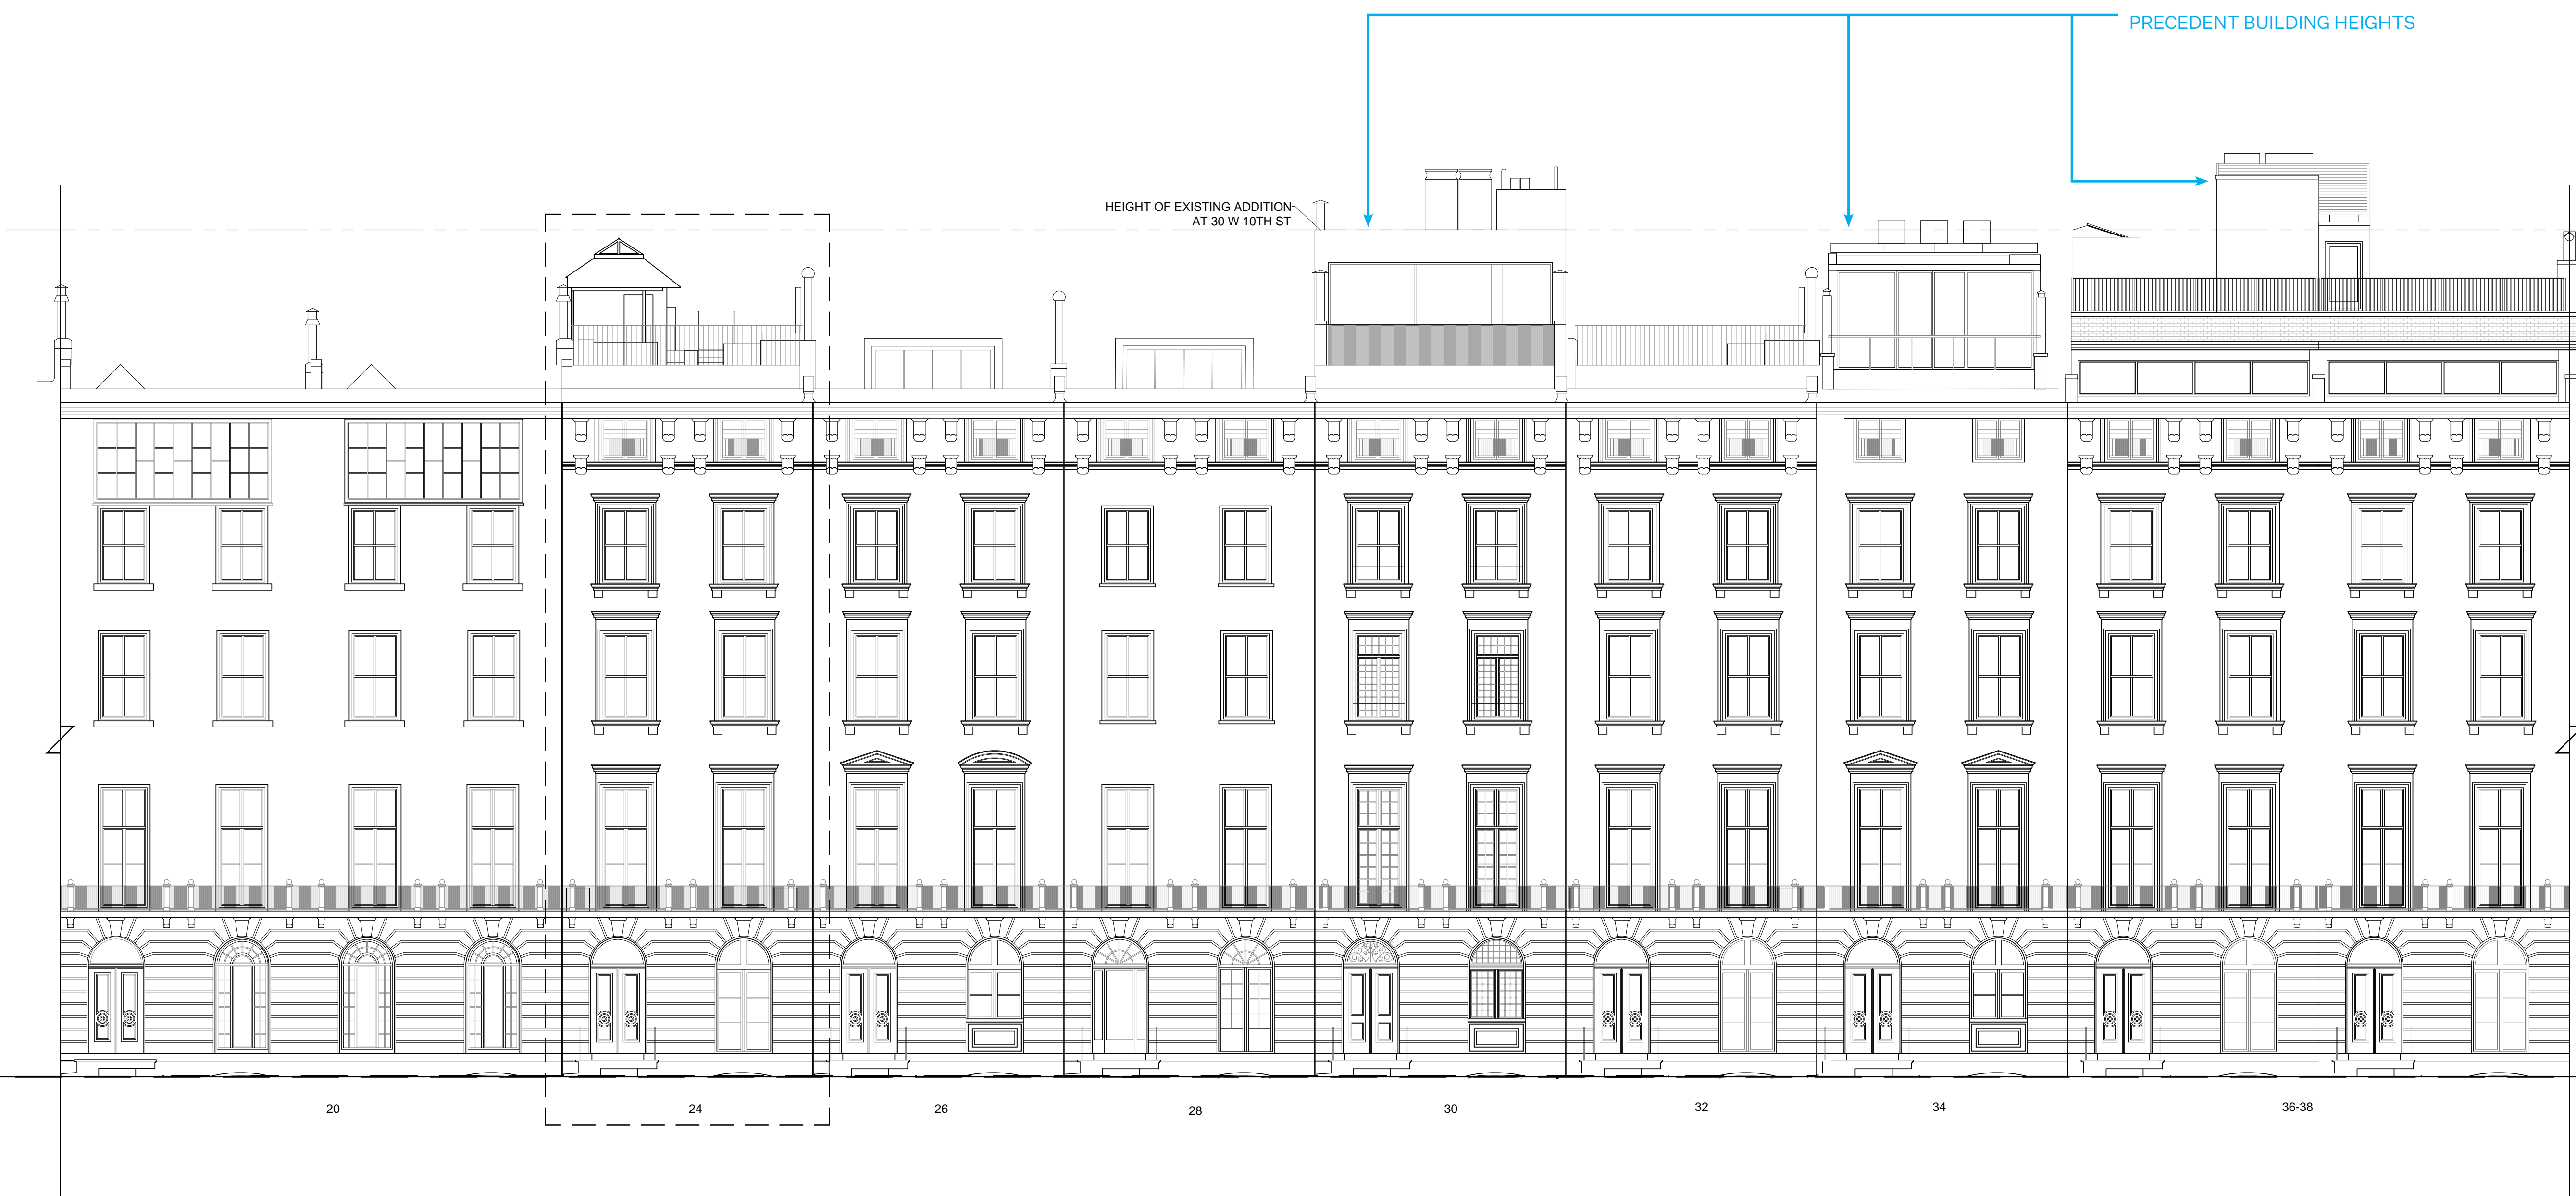 PRECEDENT BUILDING HEIGHTS
HEIGHT OF EXISTING ADDITION
AT 30 W 10TH ST
20
24
26
28
30
32
34
36-38